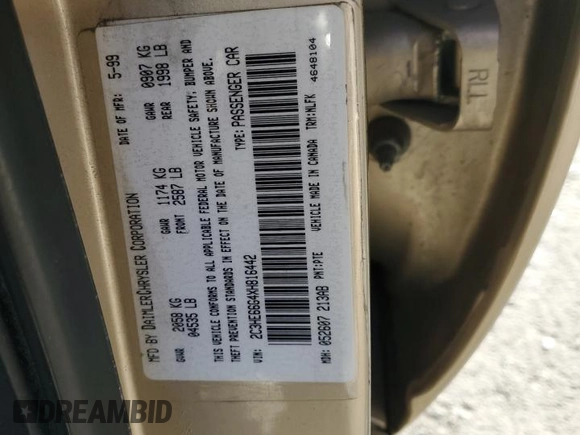 MFD BY DAIMLERCHRYSLER CORPORATION DATE OF MFR: 5-99
GVWR 2058 KG GAWR 1174 KG GAWR 0907 KG
04535 LB FRONT 2587 LB REAR 1998 LB
THIS VEHICLE CONFORMS TO ALL APPLICABLE FEDERAL MOTOR VEHICLE SAFETY, BUMPER AND
THEFT PREVENTION STANDARDS IN EFFECT ON THE DATE OF MANUFACTURE SHOWN ABOVE.
VIN: 2C3HE66G4XH816442 TYPE: PASSENGER CAR
MDH: 052607 213AB PNT: PTE VEHICLE MADE IN CANADA TRM: NLFK 4648104
RLL
DREAMBID